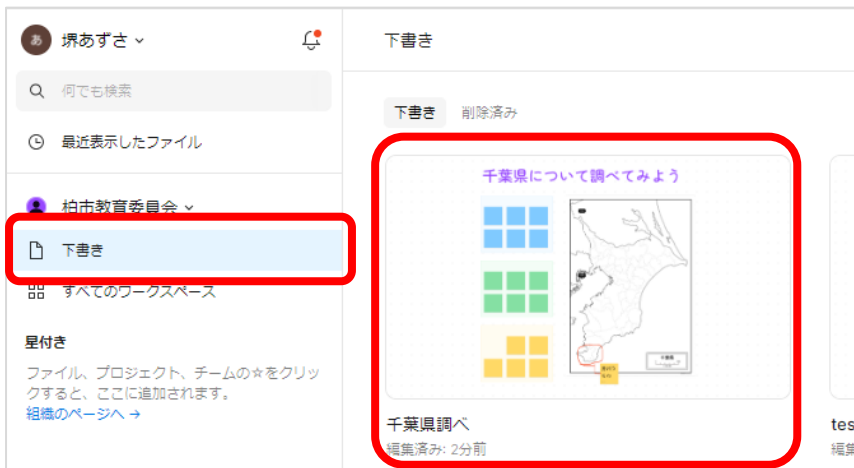 あ 堺あずさ
何でも検索
最近表示したファイル
柏市教育委員会
下書き
すべてのワークスペース
星付き
ファイル、プロジェクト、チームの☆をクリッ
クすると、ここに追加されます。
組織のページへ →
下書き
下書き 削除済み
千葉県について調べてみよう
千葉県調べ
編集済み: 2分前
tes
編集